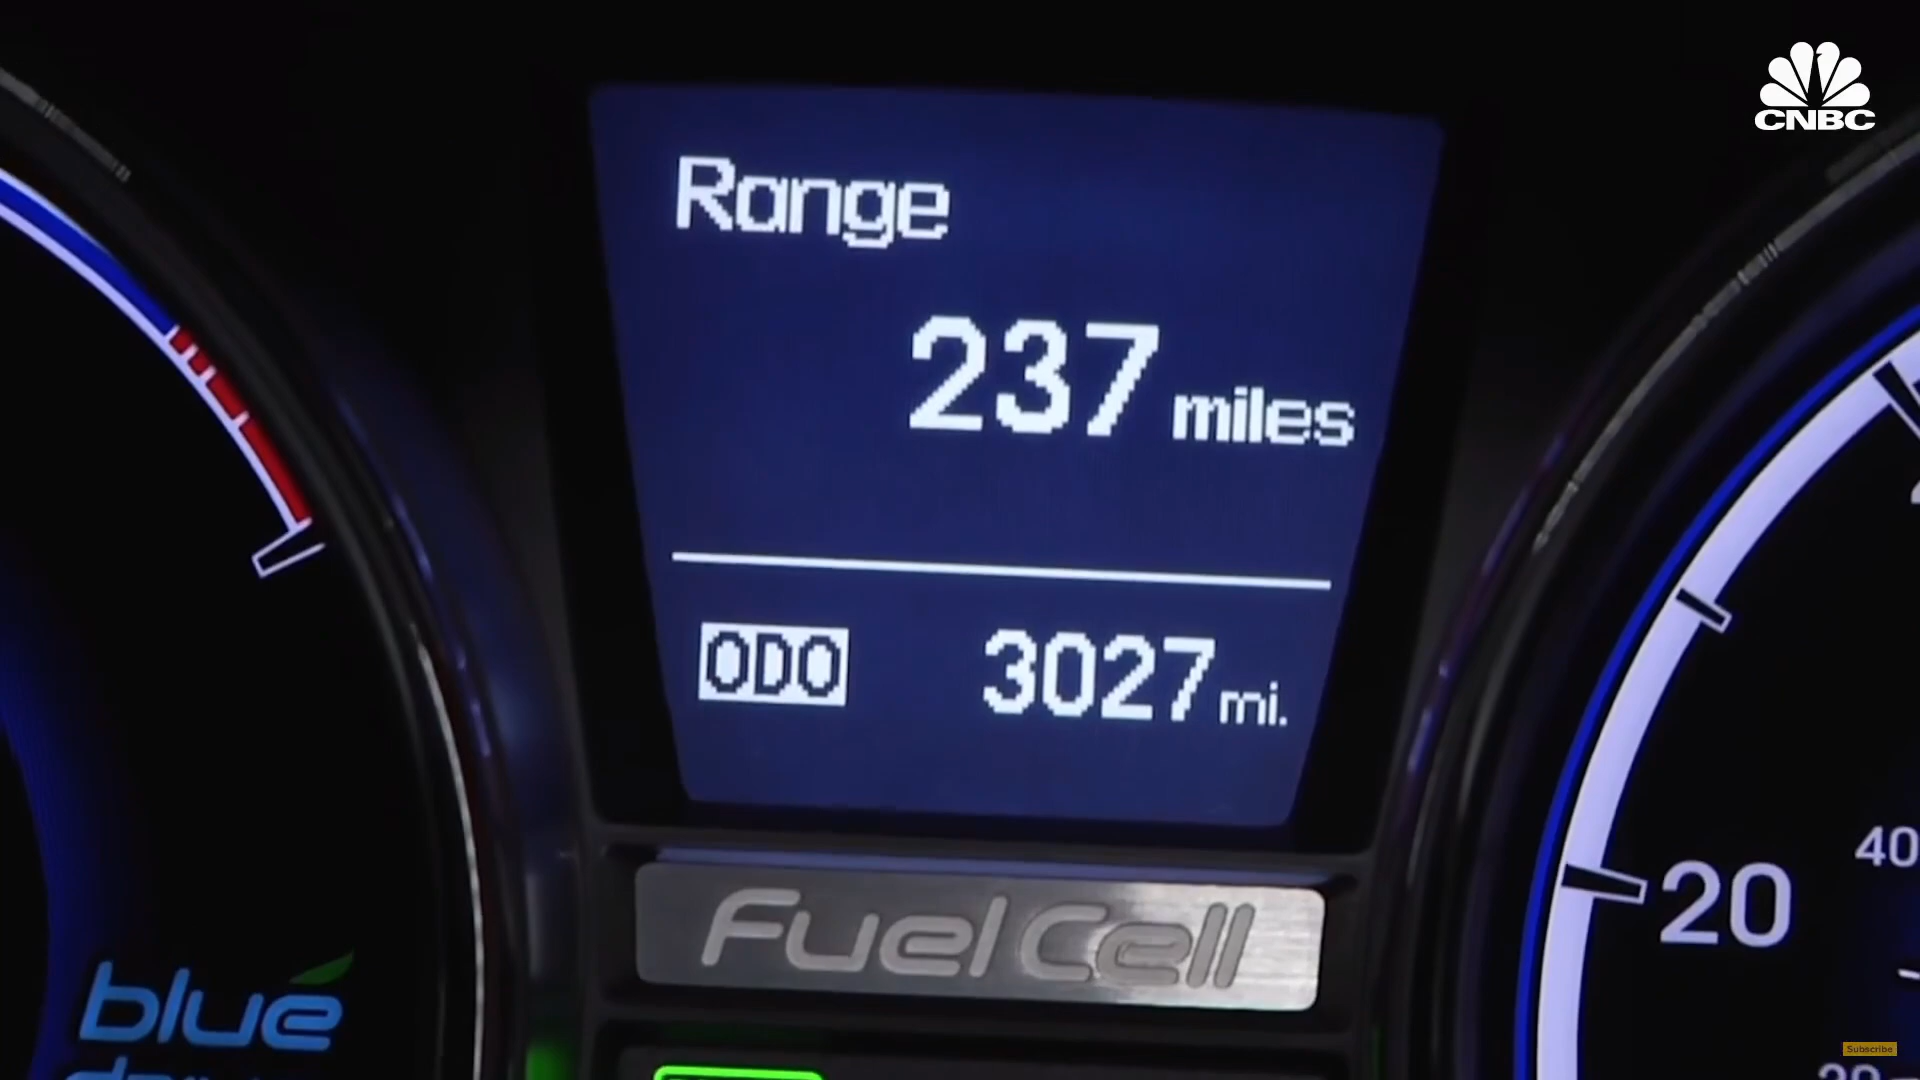 CNBC
Range
237 miles
ODO 3027 mi.
40
20
Fuel Cell
blue
Subscribe